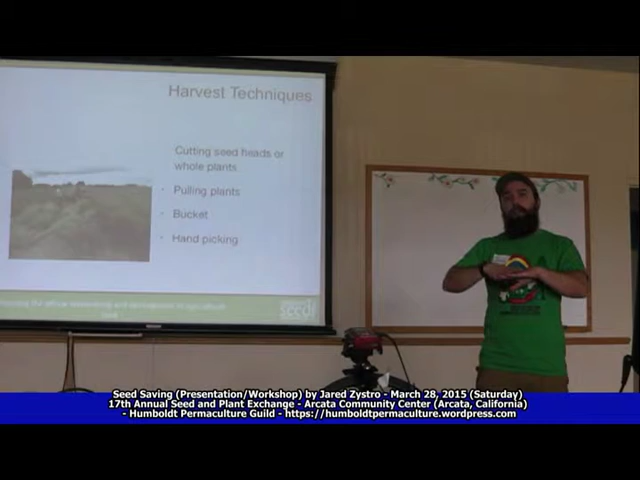 Harvest Techniques
Cutting seed heads or
whole plants
Pulling plants
Bucket
Hand picking
seed
Seed Saving (Presentation/Workshop) by Jared Zystro - March 28, 2015 (Saturday)
17th Annual Seed and Plant Exchange - Arcata Community Center (Arcata, California)
- Humboldt Permaculture Guild - https://humboldtpermaculture.wordpress.com